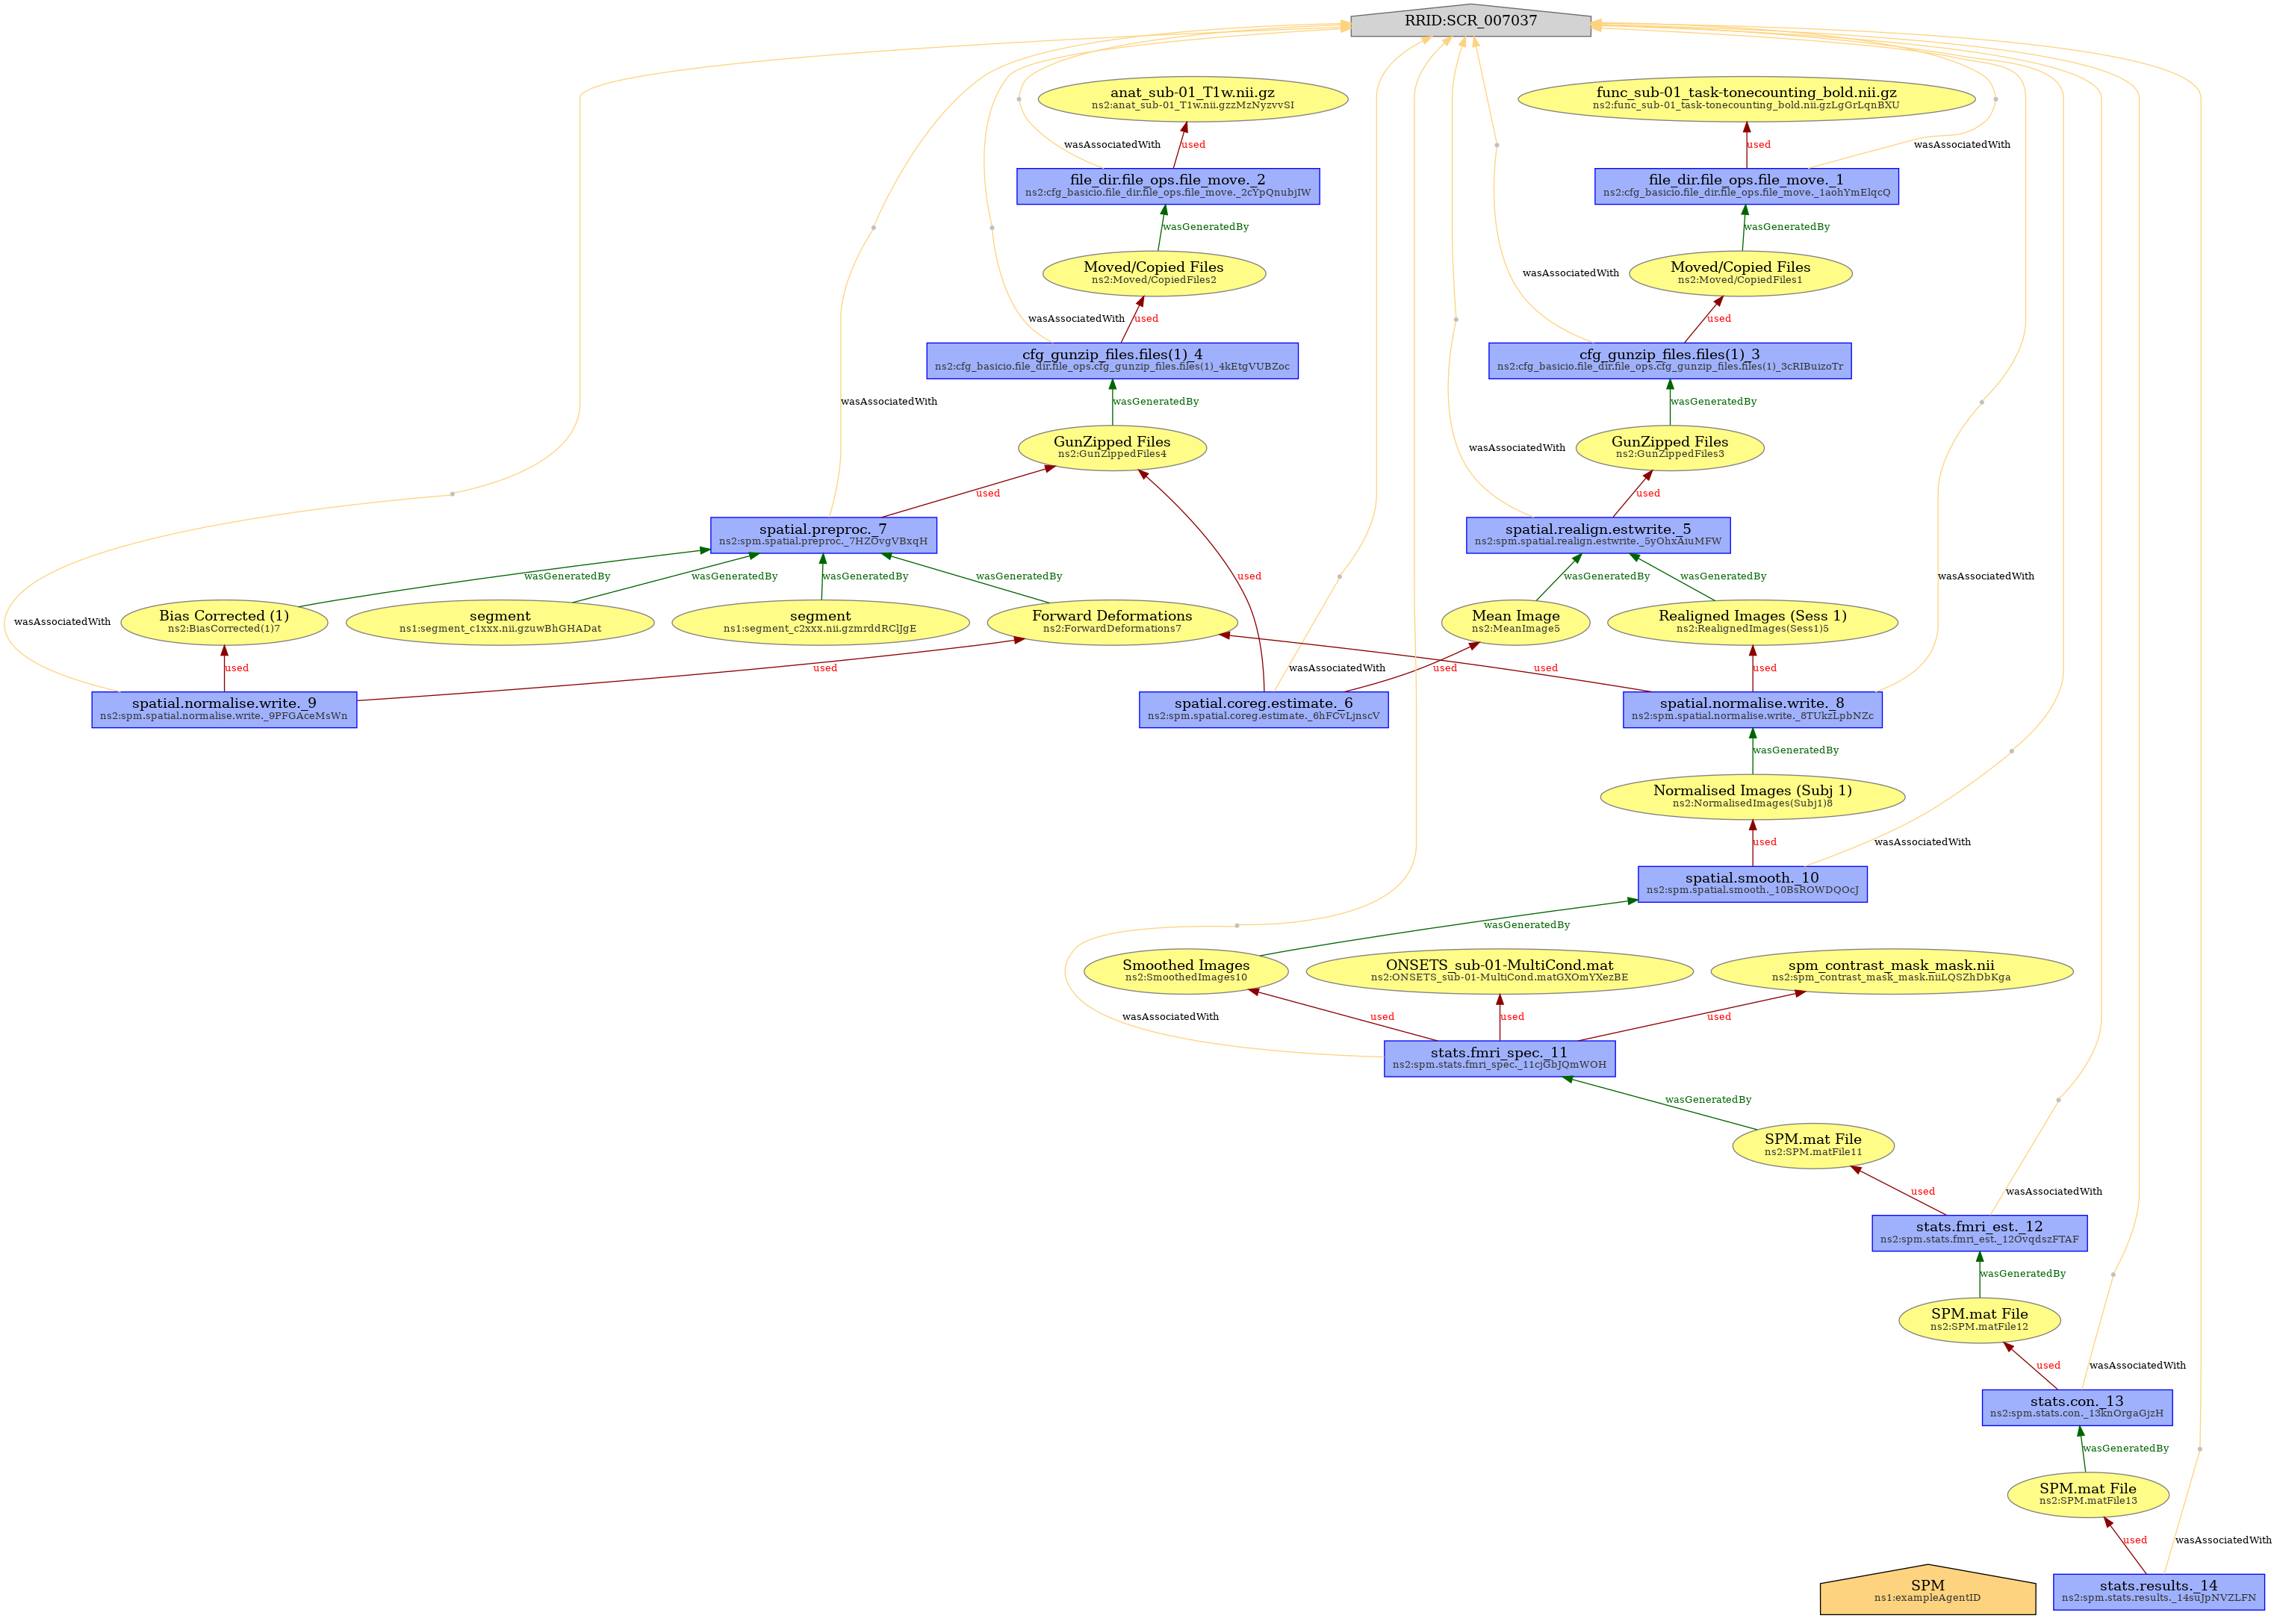 RRID:SCR_007037
anat_sub-01_T1w.nii.gz
ns2:anat_sub-01_T1w.nii.gzzMzNyzvvSI
func_sub-01_task-tonecounting_bold.nii.gz
ns2:func_sub-01_task-tonecounting_bold.nii.gzLgGrLqnBXU
wasAssociatedWith
used
used
wasAssociatedWith
file_dir.file_ops.file_move._2
ns2:cfg_basicio.file_dir.file_ops.file_move._2cYpQnubjIW
file_dir.file_ops.file_move._1
ns2:cfg_basicio.file_dir.file_ops.file_move._1aohYmElqcQ
wasGeneratedBy
wasGeneratedBy
Moved/Copied Files
ns2:Moved/CopiedFiles2
Moved/Copied Files
ns2:Moved/CopiedFiles1
wasAssociatedWith
used
wasAssociatedWith
used
cfg_gunzip_files.files(1)_4
ns2:cfg_basicio.file_dir.file_ops.cfg_gunzip_files.files(1)_4kEtgVUBZoc
cfg_gunzip_files.files(1)_3
ns2:cfg_basicio.file_dir.file_ops.cfg_gunzip_files.files(1)_3cRIBuizoTr
wasAssociatedWith
wasGeneratedBy
wasGeneratedBy
GunZipped Files
ns2:GunZippedFiles4
wasAssociatedWith
GunZipped Files
ns2:GunZippedFiles3
used
used
spatial.preproc._7
ns2:spm.spatial.preproc._7HZOvgVBxqH
spatial.realign.estwrite._5
ns2:spm.spatial.realign.estwrite._5yOhxAiuMFW
wasGeneratedBy
wasGeneratedBy
wasGeneratedBy
wasGeneratedBy
used
wasGeneratedBy
wasGeneratedBy
wasAssociatedWith
wasAssociatedWith
Bias Corrected (1)
ns2:BiasCorrected(1)7
segment
ns1:segment_c1xxx.nii.gzuwBhGHADat
segment
ns1:segment_c2xxx.nii.gzmrddRClJgE
Forward Deformations
ns2:ForwardDeformations7
Mean Image
ns2:MeanImage5
Realigned Images (Sess 1)
ns2:RealignedImages(Sess1)5
used
used
wasAssociatedWith
used
used
used
spatial.normalise.write._9
ns2:spm.spatial.normalise.write._9PFGAceMsWn
spatial.coreg.estimate._6
ns2:spm.spatial.coreg.estimate._6hFCvLjnscV
spatial.normalise.write._8
ns2:spm.spatial.normalise.write._8TUkzLpbNZc
wasGeneratedBy
Normalised Images (Subj 1)
ns2:NormalisedImages(Subj1)8
used
wasAssociatedWith
spatial.smooth._10
ns2:spm.spatial.smooth._10BsROWDQOcJ
wasGeneratedBy
Smoothed Images
ns2:SmoothedImages10
ONSETS_sub-01-MultiCond.mat
ns2:ONSETS_sub-01-MultiCond.matGXOmYXezBE
spm_contrast_mask_mask.nii
ns2:spm_contrast_mask_mask.niiLQSZhDbKga
wasAssociatedWith
used
used
used
stats.fmri_spec._11
ns2:spm.stats.fmri_spec._11cjGbJQmWOH
wasGeneratedBy
SPM.mat File
ns2:SPM.matFile11
used
wasAssociatedWith
stats.fmri_est._12
ns2:spm.stats.fmri_est._12OvqdszFTAF
wasGeneratedBy
SPM.mat File
ns2:SPM.matFile12
used
wasAssociatedWith
stats.con._13
ns2:spm.stats.con._13knOrgaGjzH
wasGeneratedBy
SPM.mat File
ns2:SPM.matFile13
used
wasAssociatedWith
SPM
ns1:exampleAgentID
stats.results._14
ns2:spm.stats.results._14suJpNVZLFN